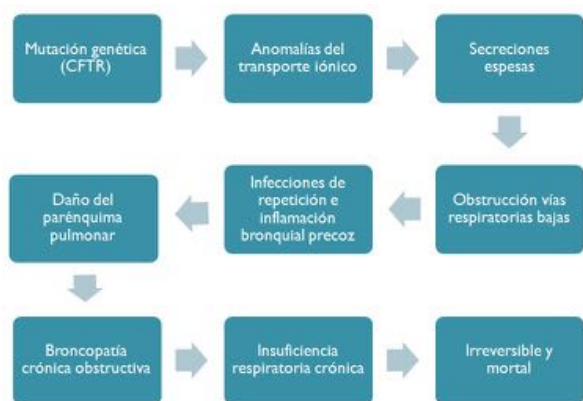 Mutación genética
(CFTR)
Anomalías del
transporte iónico
Secreciones
espesas
Obstrucción vías
respiratorias bajas
Infecciones de
repetición e
inflamación
bronquial precoz
Daño del
parénquima
pulmonar
Broncopatía
crónica obstructiva
Insuficiencia
respiratoria crónica
Irreversible y
mortal